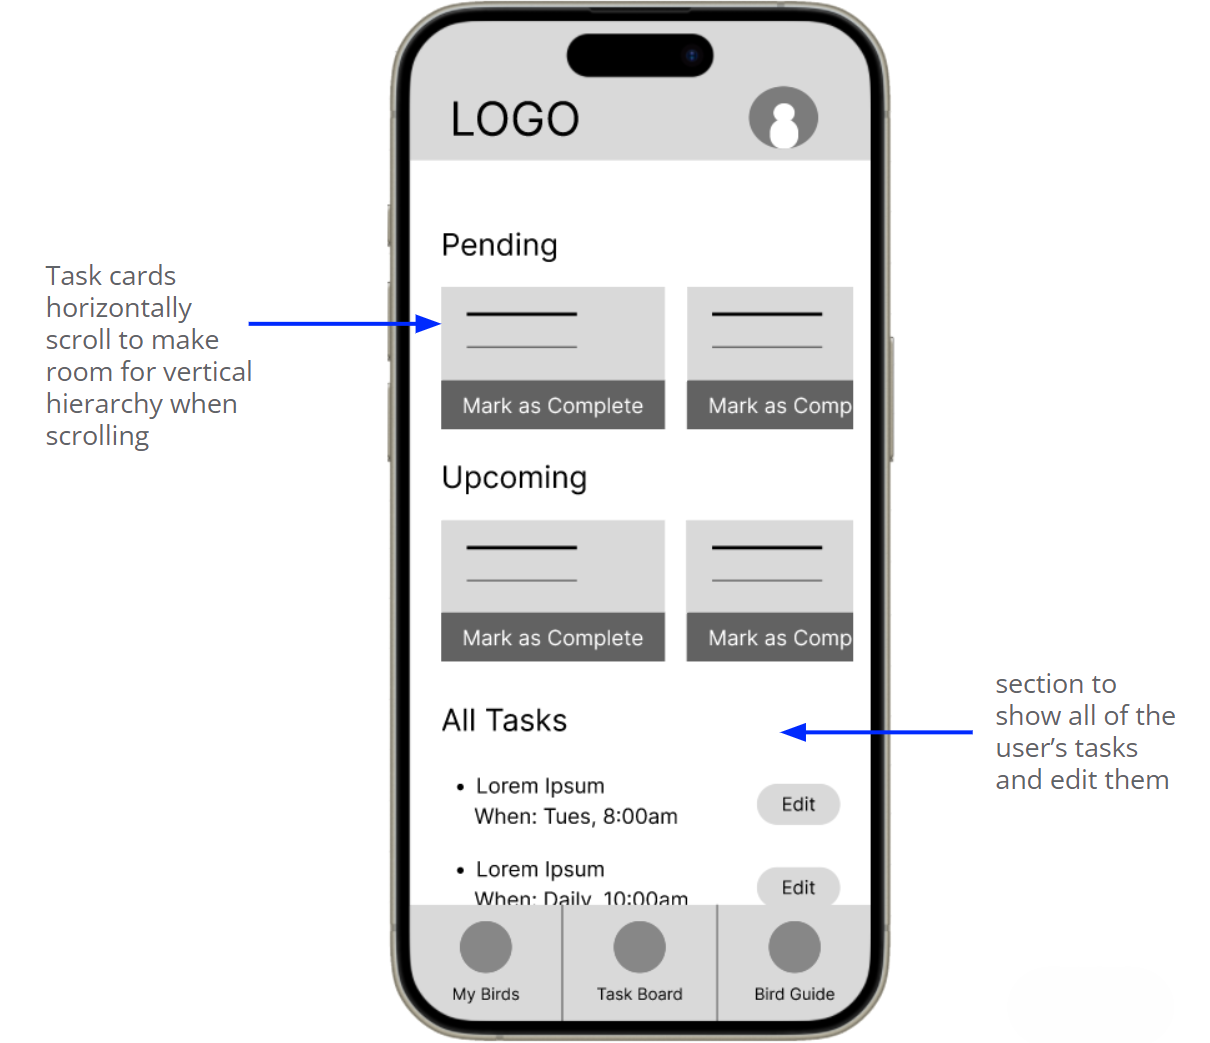 LOGO
Pending
Task cards
horizontally
scroll to make
room for vertical
hierarchy when
scrolling
Mark as Complete
Mark as Comp
Upcoming
Mark as Complete
Mark as Comp
section to
show all of the
user's tasks
and edit them
All Tasks
• Lorem Ipsum
When: Tues, 8:00am
Edit
• Lorem Ipsum
When: Daily, 10:00am
Edit
My Birds
Task Board
Bird Guide